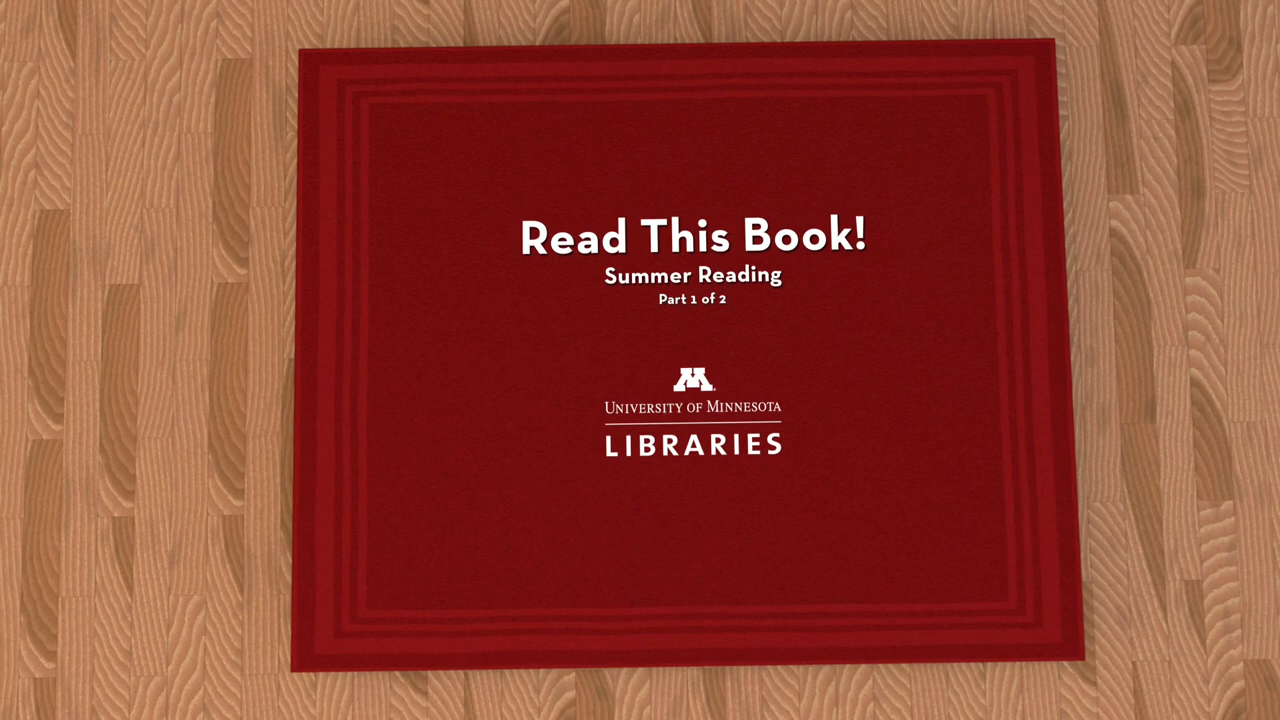 Read This Book!
Summer Reading
Part 1 of 2
M
UNIVERSITY OF MINNESOTA
LIBRARIES